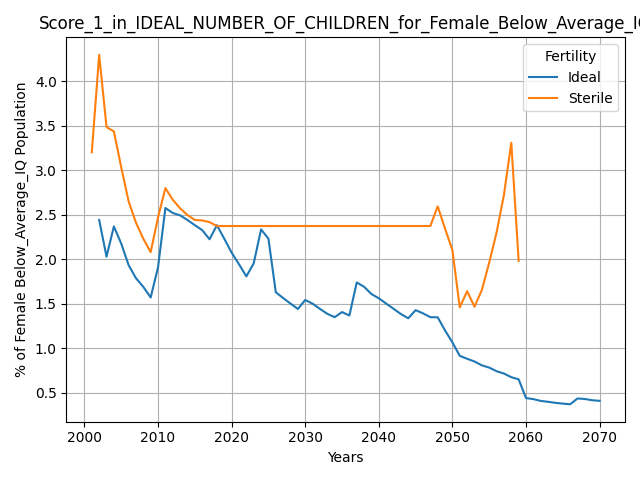 Score_1_in_IDEAL_NUMBER_OF_CHILDREN_for_Female_Below_Average_IQ
Fertility
Ideal
Sterile
% of Female Below_Average_IQ Population
4.0
3.5
3.0
2.5
2.0
1.5
1.0
0.5
2000 2010 2020 2030 2040 2050 2060 2070
Years